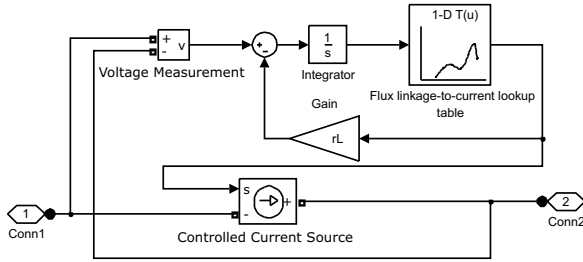 1-D T(u)
+
-
v
+
-
1
s
Voltage Measurement
Integrator
Flux linkage-to-current lookup
table
Gain
rL
s
-
+
1
2
Conn1
Conn2
Controlled Current Source